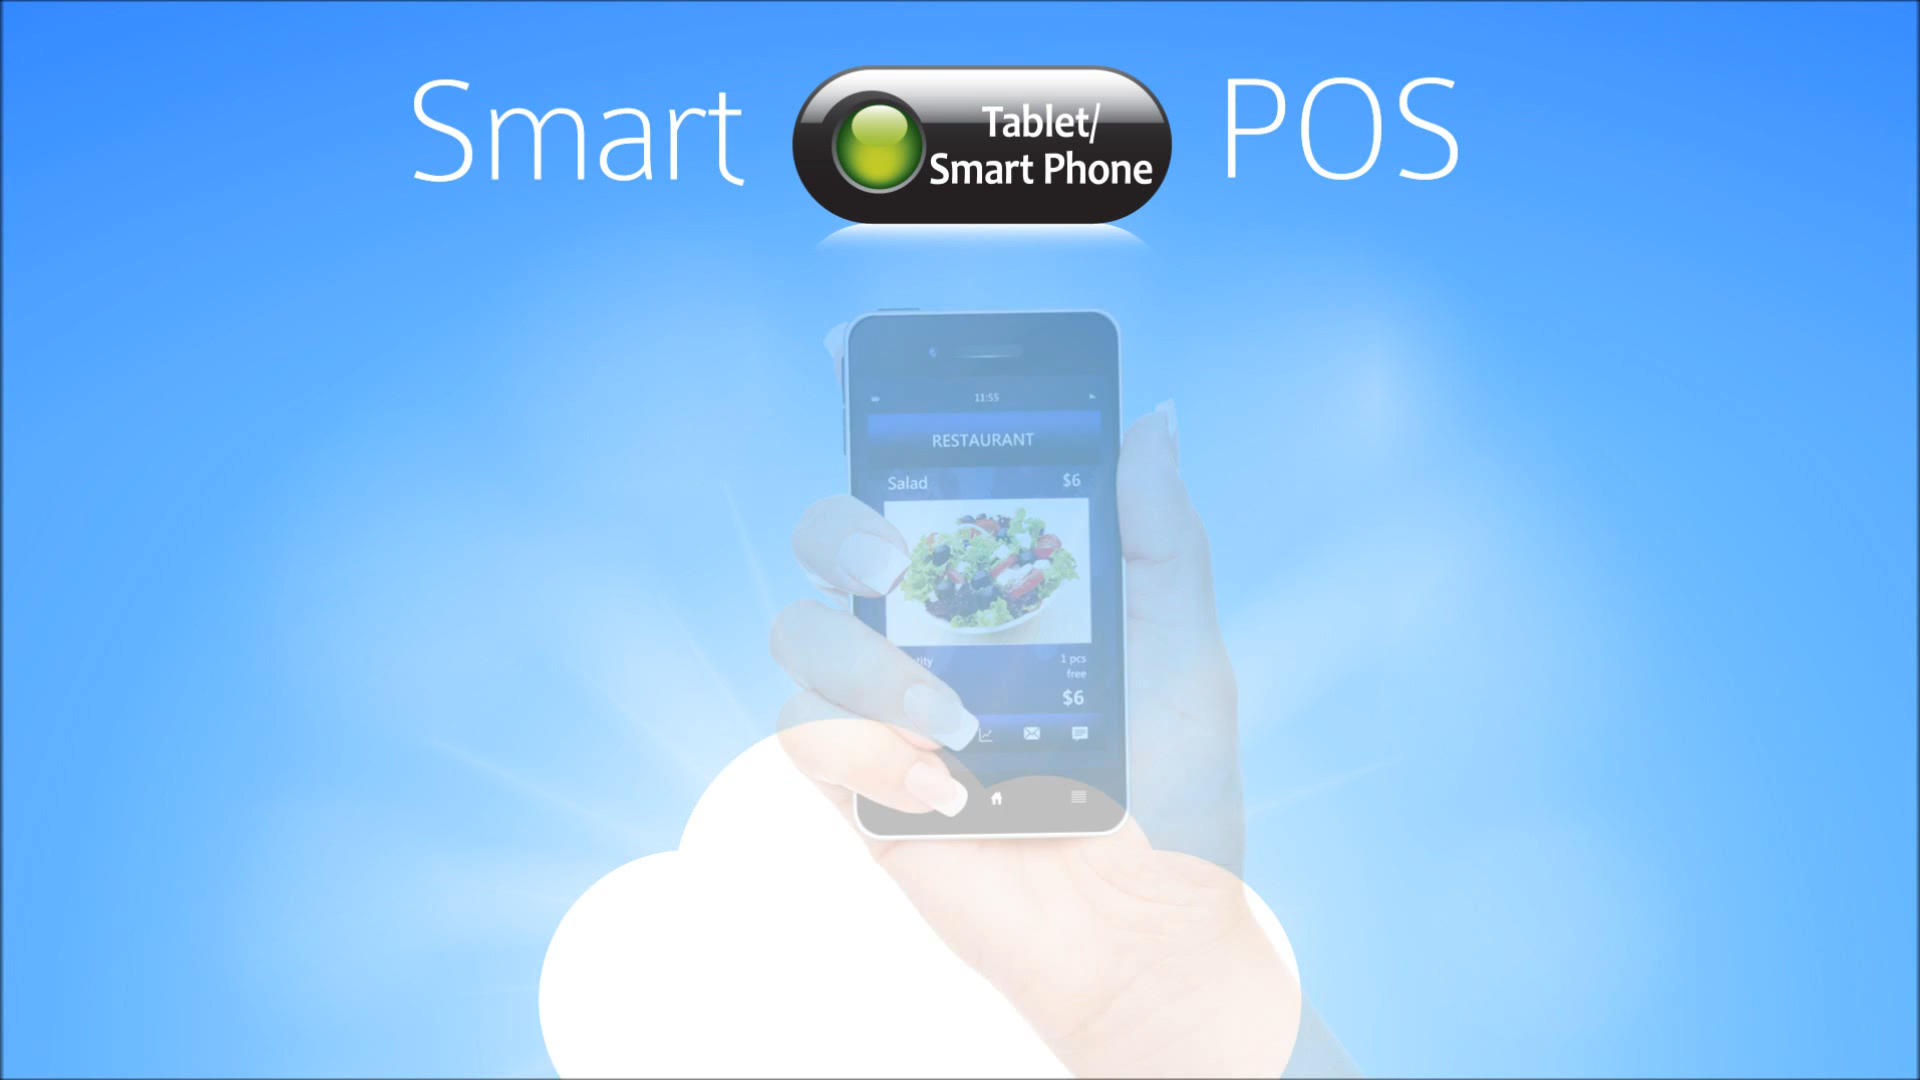 Smart
Tablet/
Smart Phone
POS
11:55
RESTAURANT
Salad $6
1 pcs
free
$6